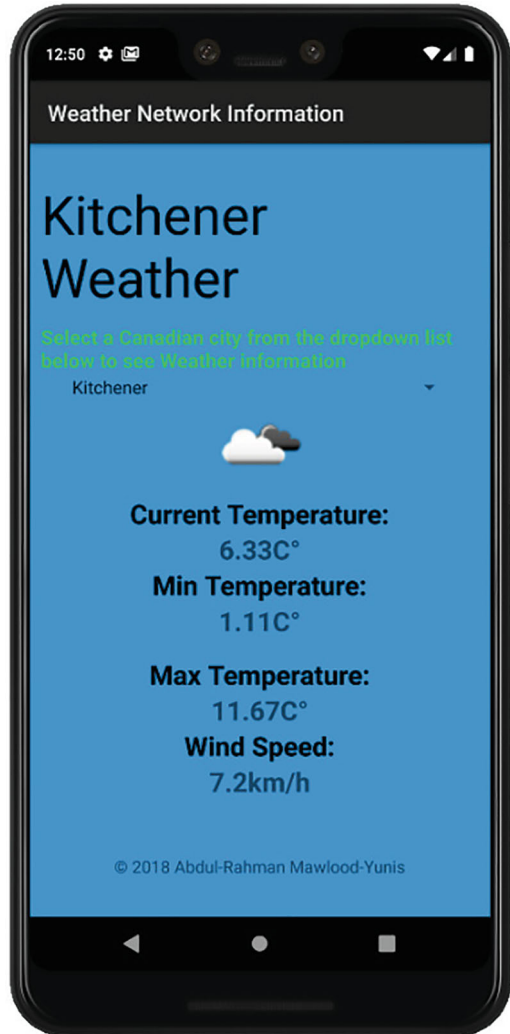 12:50
Weather Network Information
Kitchener
Weather
Select a Canadian city from the dropdown list
below to see Weather information
Kitchener
Current Temperature:
6.33C°
Min Temperature:
1.11C°
Max Temperature:
11.67C°
Wind Speed:
7.2km/h
© 2018 Abdul-Rahman Mawlood-Yunis